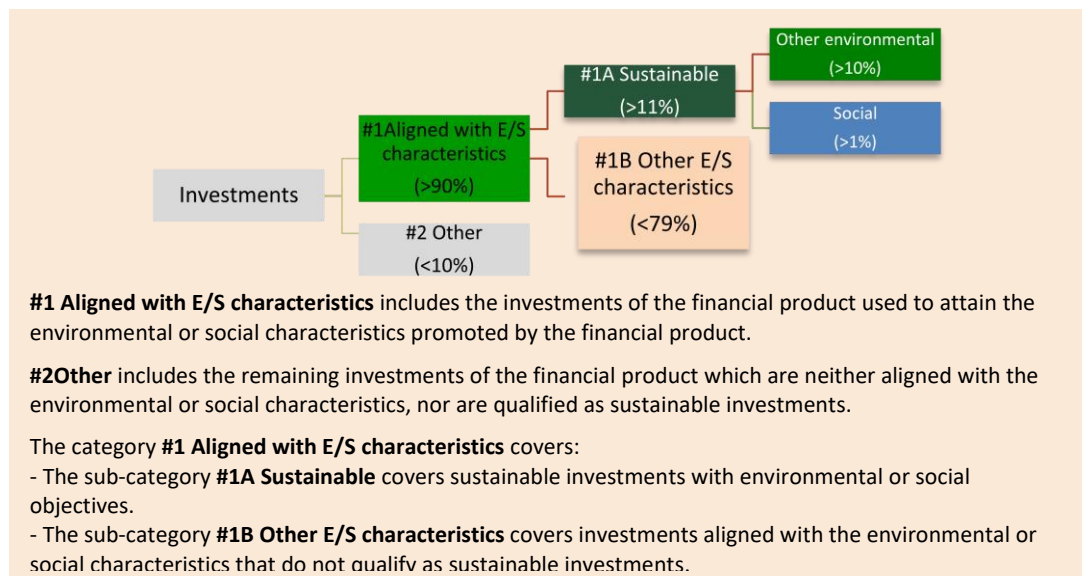 Other environmental
(>10%)
#1A Sustainable
(>11%)
Social
(>1%)
#1Aligned with E/S
characteristics
(>90%)
#1B Other E/S
characteristics
(<79%)
Investments
#2 Other
(<10%)
#1 Aligned with E/S characteristics includes the investments of the financial product used to attain the
environmental or social characteristics promoted by the financial product.
#2Other includes the remaining investments of the financial product which are neither aligned with the
environmental or social characteristics, nor are qualified as sustainable investments.
The category #1 Aligned with E/S characteristics covers:
- The sub-category #1A Sustainable covers sustainable investments with environmental or social
objectives.
- The sub-category #1B Other E/S characteristics covers investments aligned with the environmental or
social characteristics that do not qualify as sustainable investments.